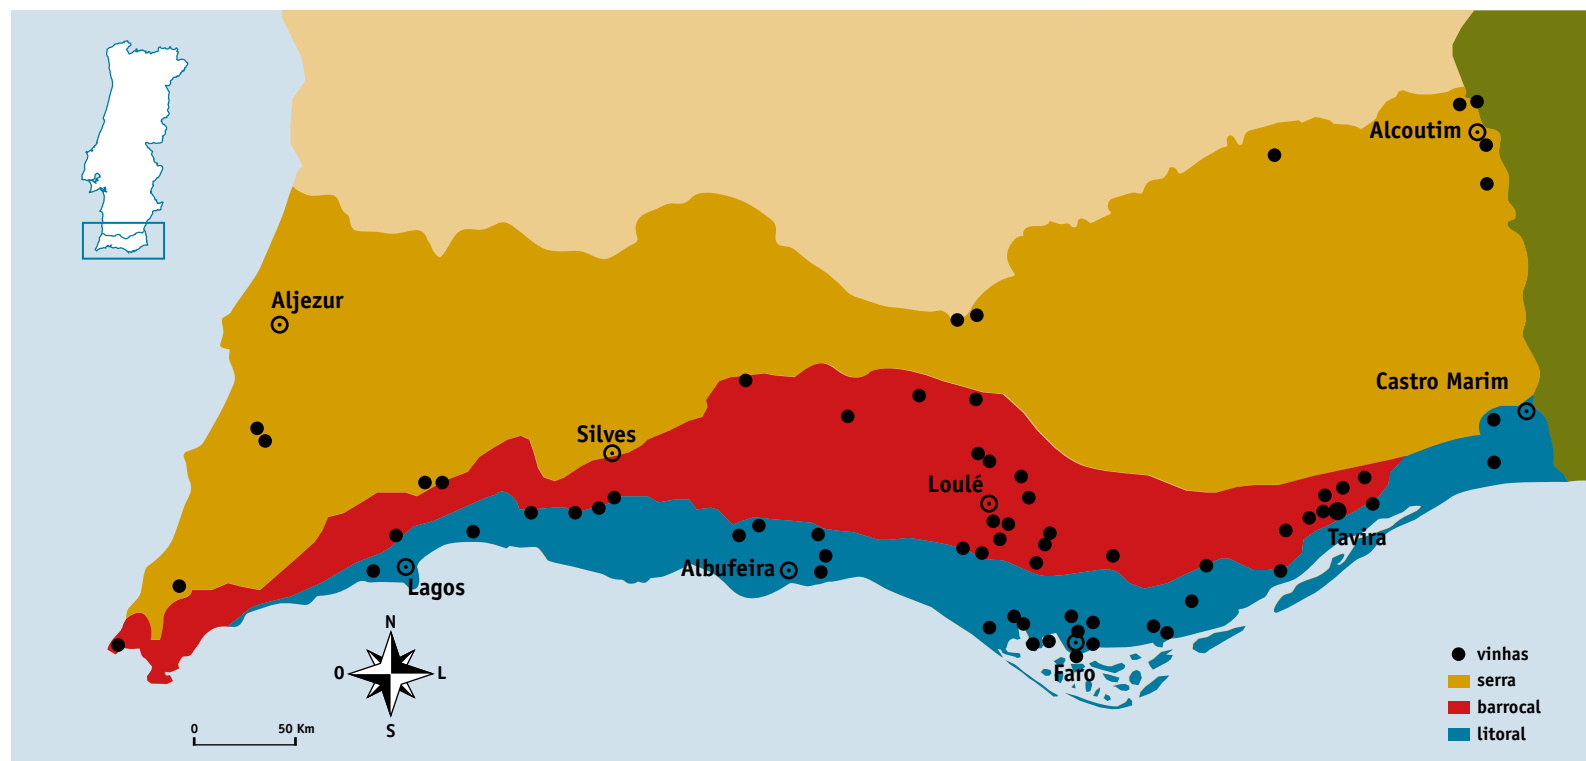 Alcoutim
Aljezur
Castro Marim
Silves
Loulé
Tavira
Albufeira
Lagos
Faro
N
O
L
S
0
50 Km
vinhas
serra
barrocal
litoral